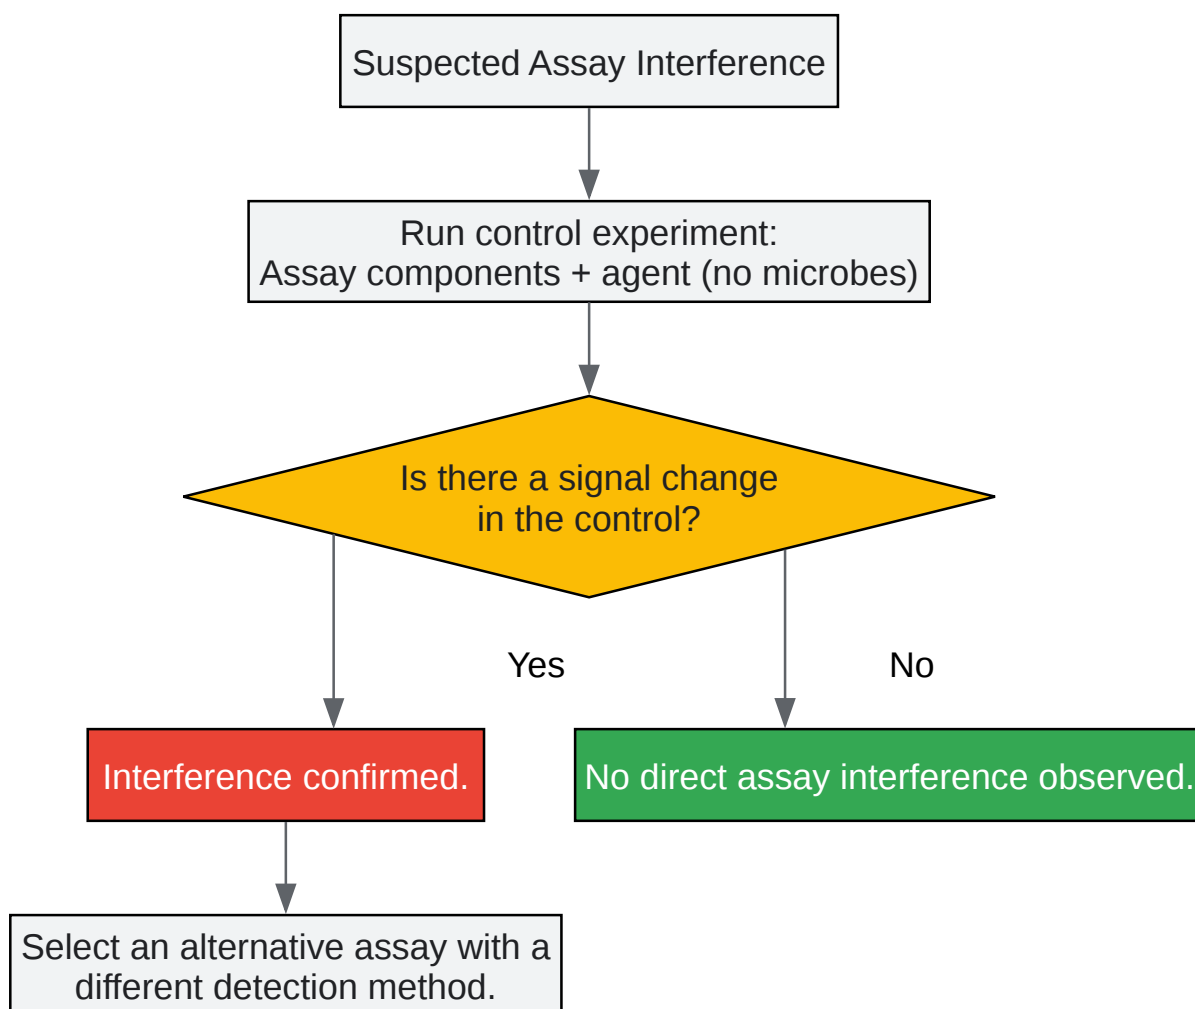 Suspected Assay Interference
Run control experiment:
Assay components + agent (no microbes)
Is there a signal change
in the control?
Yes
No
Interference confirmed.
No direct assay interference observed.
Select an alternative assay with a
different detection method.